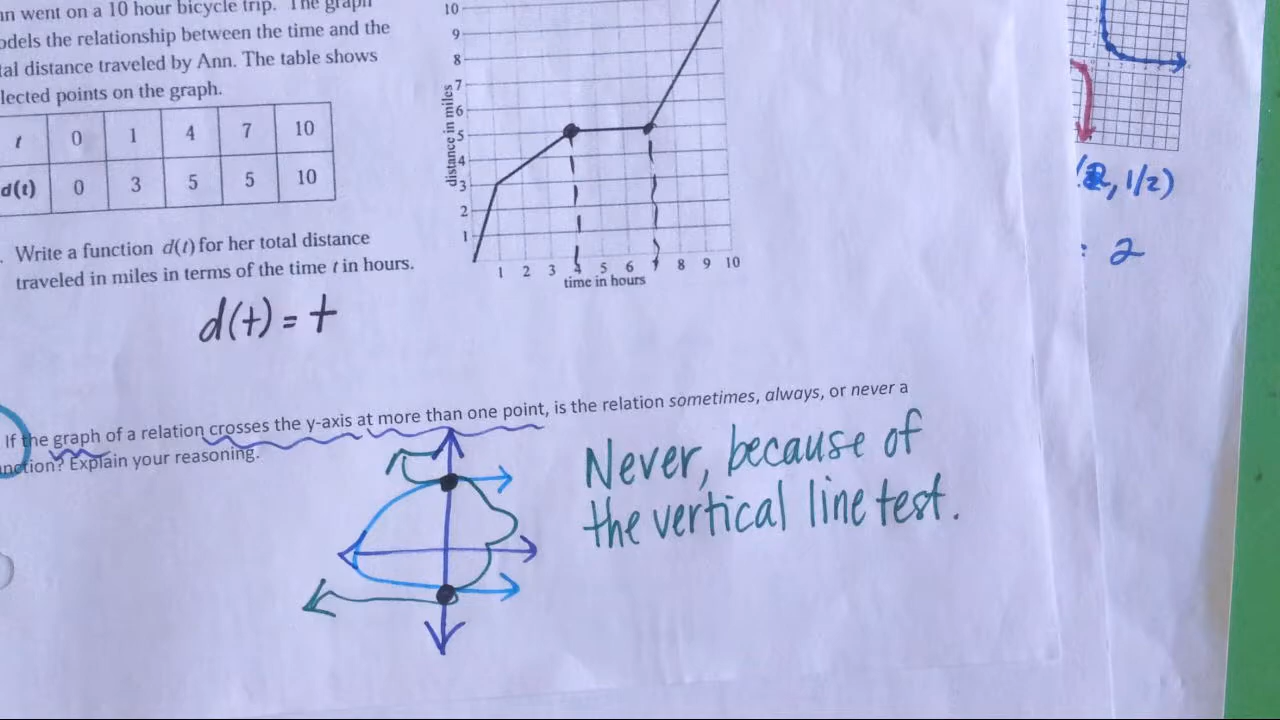 nn went on a 10 hour bicycle trip. The graph
odels the relationship between the time and the
tal distance traveled by Ann. The table shows
lected points on the graph.
t 0 1 4 7 10
d(t) 0 3 5 5 10
. Write a function d(t) for her total distance
traveled in miles in terms of the time t in hours.
d(t) = t
10
9
8
7
6
5
4
3
2
1
distance in miles
1 2 3 4 5 6 7 8 9 10
time in hours
, 1/2)
: 2
If the graph of a relation crosses the y-axis at more than one point, is the relation sometimes, always, or never a
nction? Explain your reasoning.
Never, because of
the vertical line test.